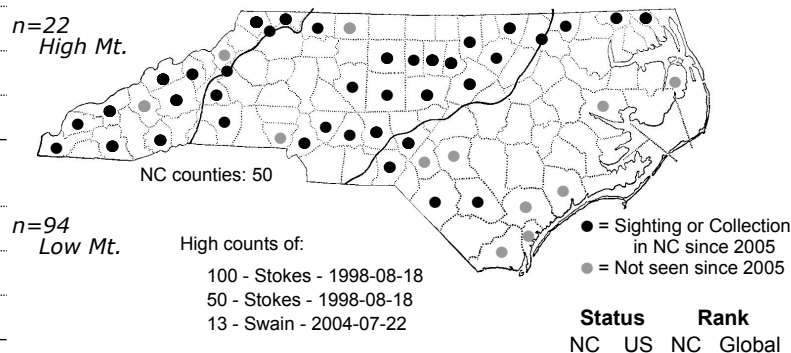 n=22
High Mt.
NC counties: 50
n=94
Low Mt.
High counts of:
100 - Stokes - 1998-08-18
50 - Stokes - 1998-08-18
13 - Swain - 2004-07-22
= Sighting or Collection
in NC since 2005
= Not seen since 2005
Status Rank
NC US NC Global